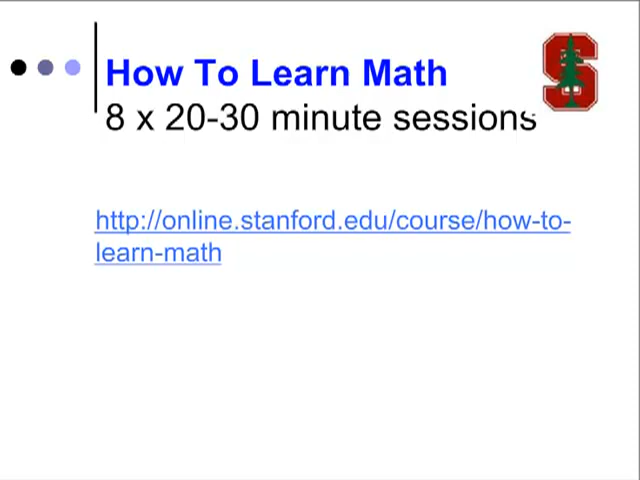 How To Learn Math
8 x 20-30 minute sessions
http://online.stanford.edu/course/how-to-
learn-math